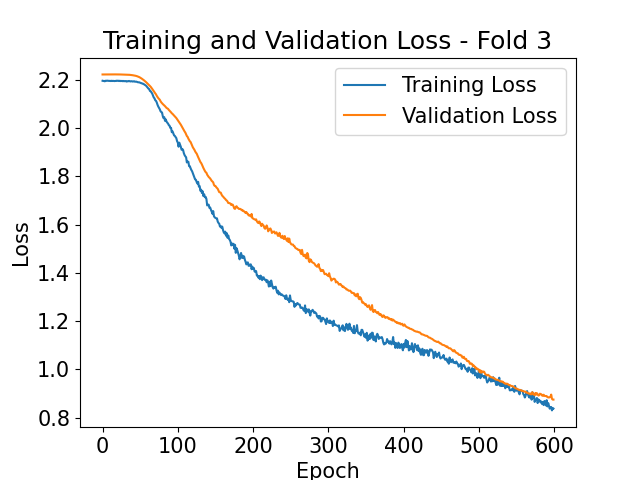 Training and Validation Loss - Fold 3
Training Loss
Validation Loss
Loss
2.2
2.0
1.8
1.6
1.4
1.2
1.0
0.8
0 100 200 300 400 500 600
Epoch